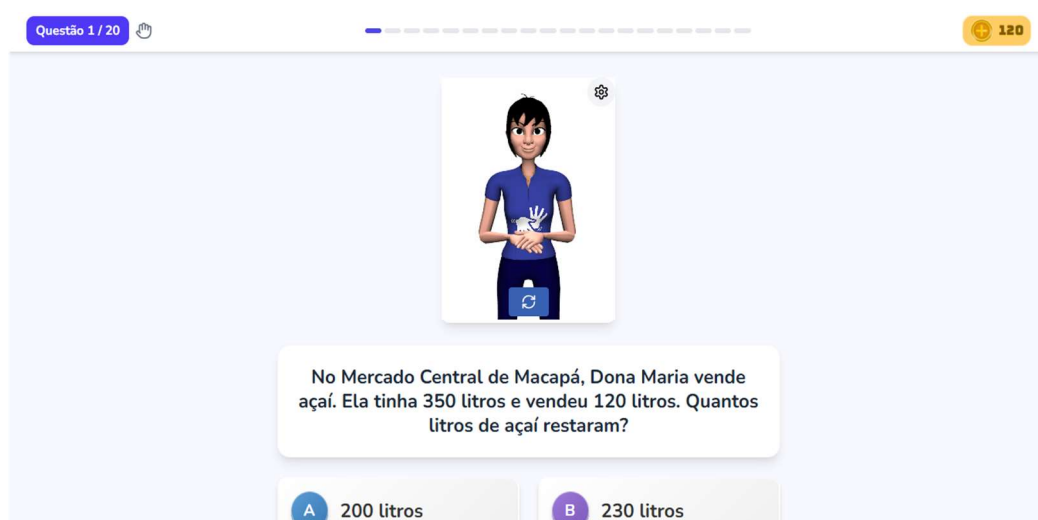 Questão 1 / 20
120
No Mercado Central de Macapá, Dona Maria vende
açaí. Ela tinha 350 litros e vendeu 120 litros. Quantos
litros de açaí restaram?
A 200 litros
B 230 litros